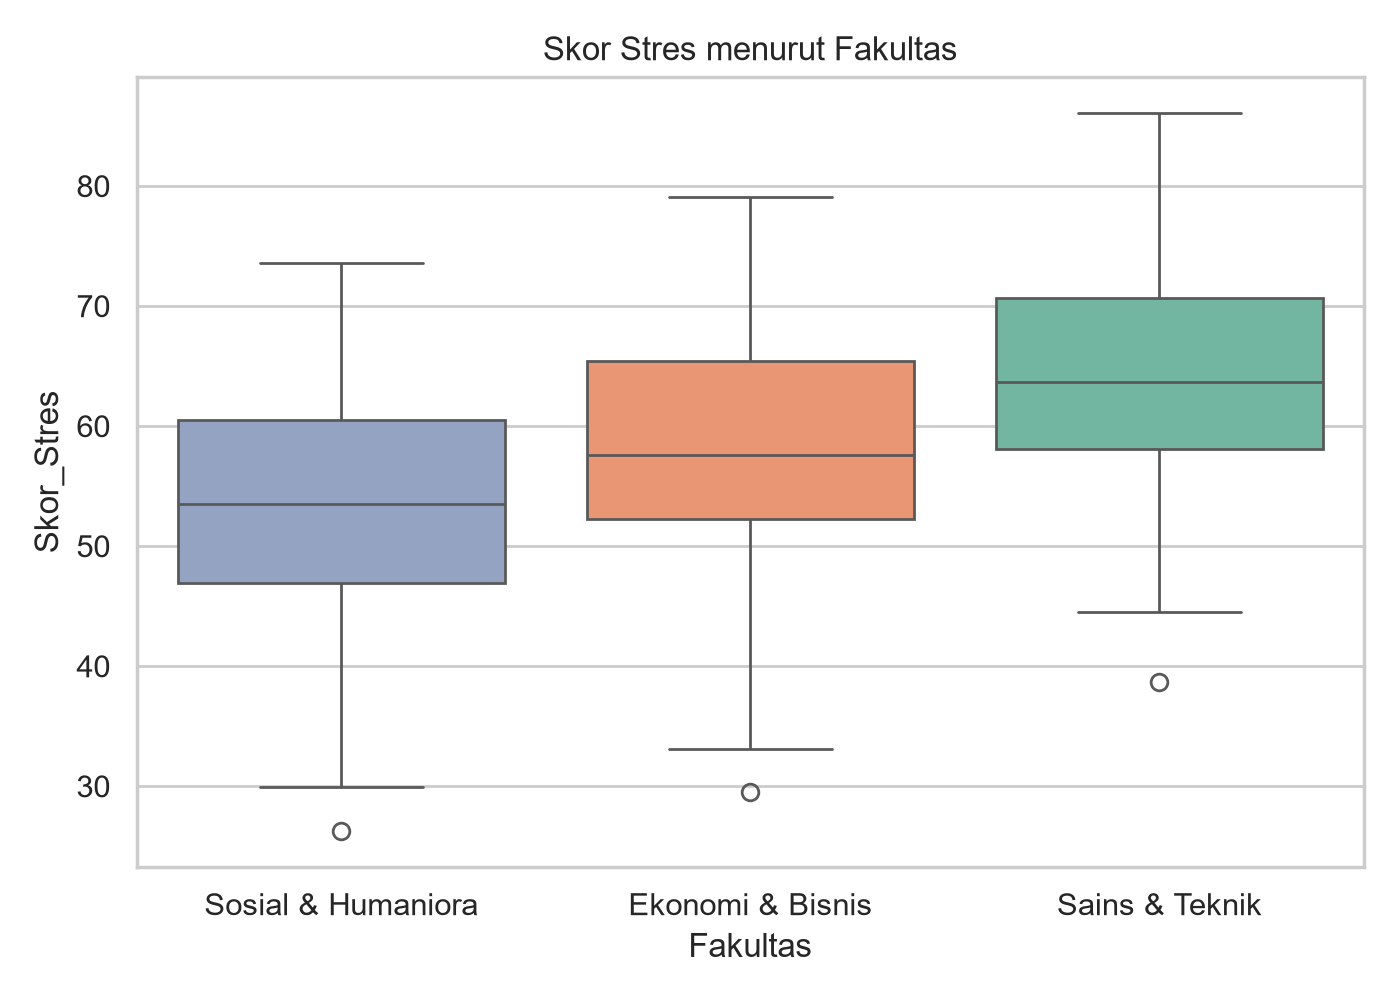 Skor Stres menurut Fakultas
Skor_Stres
80
70
60
50
40
30
Sosial & Humaniora
Ekonomi & Bisnis
Sains & Teknik
Fakultas